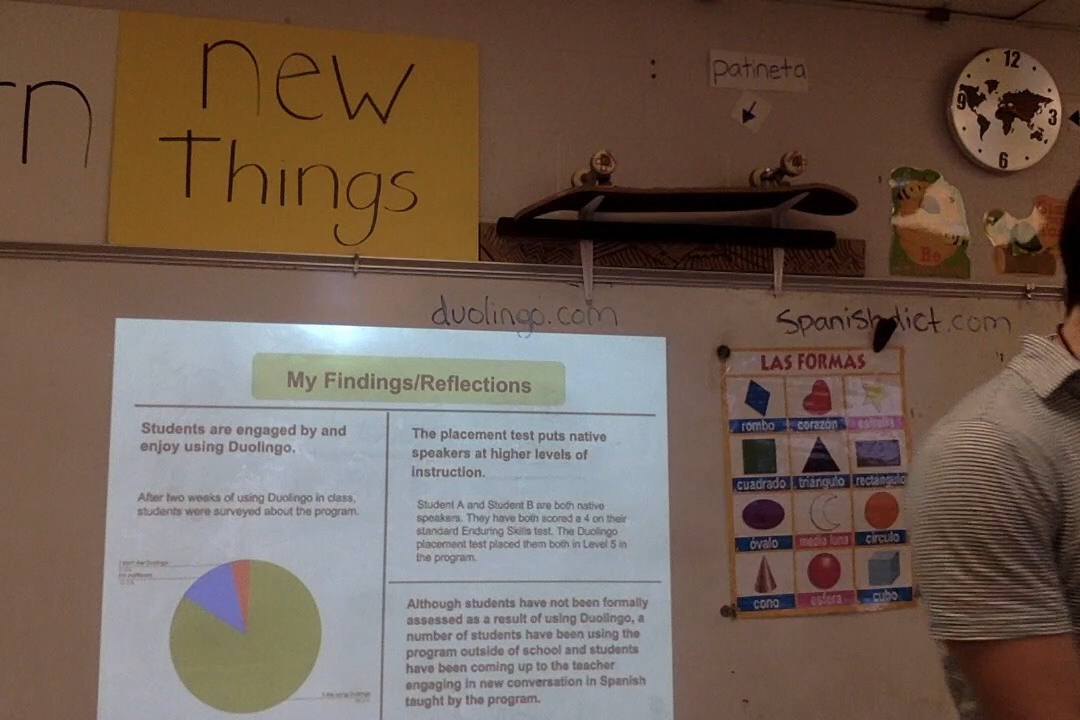 rn
new
Things
patineta
12
9
3
6
duolingo.com
Spanishdict.com
My Findings/Reflections
Students are engaged by and
enjoy using Duolingo.
After two weeks of using Duolingo in class,
students were surveyed about the program.
The placement test puts native
speakers at higher levels of
instruction.
Student A and Student B are both native
speakers. They have both scored a 4 on their
standard Enduring Skills test. The Duolingo
placement test placed them both in Level 5 in
the program.
Although students have not been formally
assessed as a result of using Duolingo, a
number of students have been using the
program outside of school and students
have been coming up to the teacher
engaging in new conversation in Spanish
taught by the program.
LAS FORMAS
rombo corazón estrella
cuadrado triángulo rectángulo
óvalo media luna círculo
cono esfera cubo